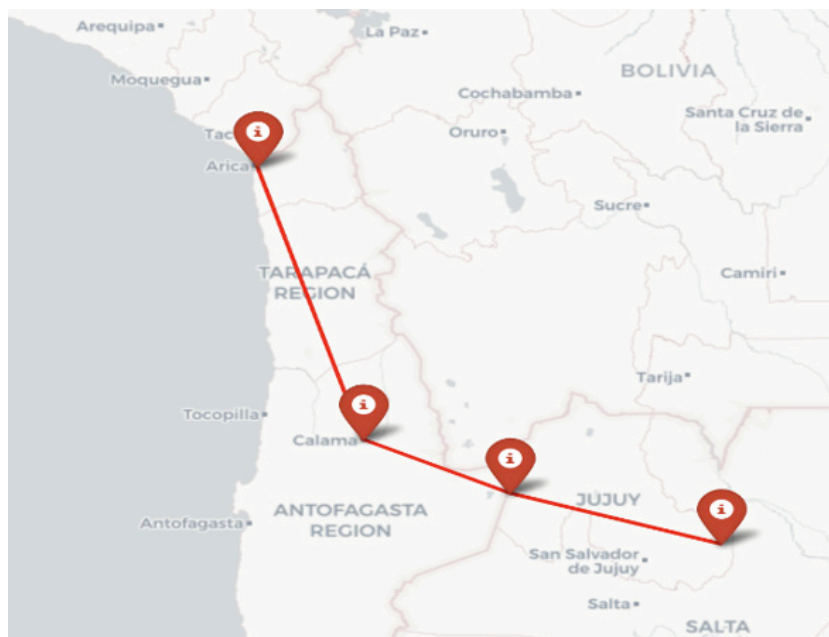 Arequipa
La Paz
Moquegua
BOLIVIA
Cochabamba
Santa Cruz de
la Sierra
Oruro
Arica
Sucre
TARAPACÁ
REGION
Camiri
Tarija
Tocopilla
Calama
ANTOFAGASTA
REGION
JUJUY
Antofagasta
San Salvador
de Jujuy
Salta
SALTA
i
i
i
i